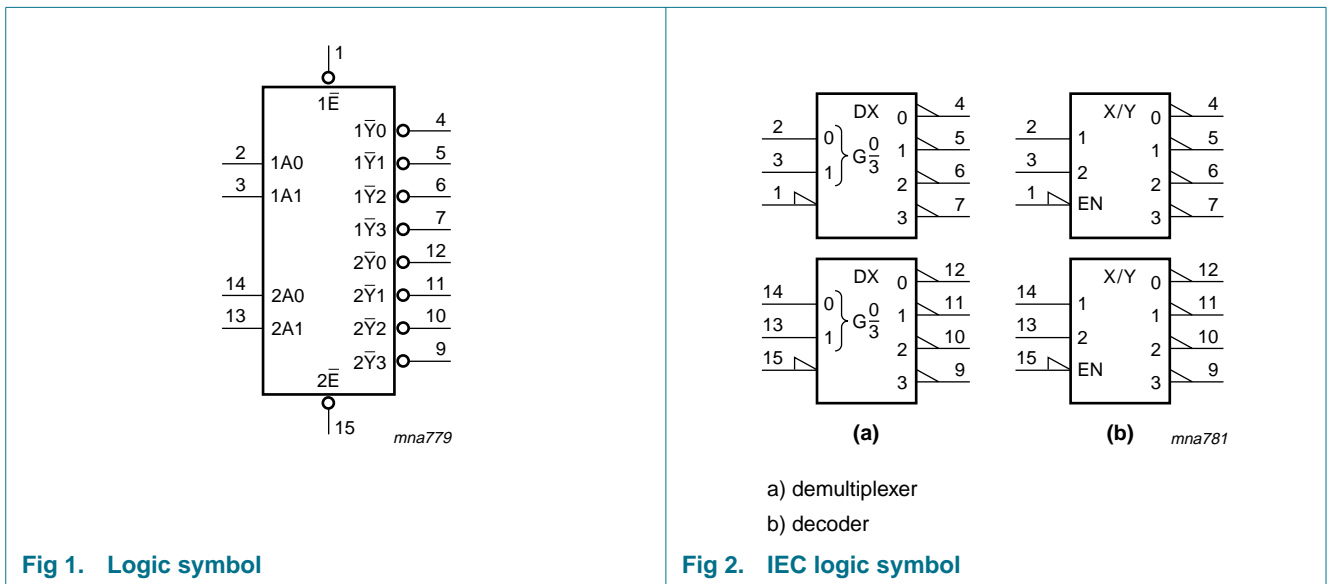 1
1E̅
1Y̅0 4
2 1A0 1Y̅1 5
3 1A1 1Y̅2 6
1Y̅3 7
2Y̅0 12
14 2A0 2Y̅1 11
13 2A1 2Y̅2 10
2Y̅3 9
2E̅
15
mna779
Fig 1. Logic symbol
DX 0 4
2 0 1 5
G 0/3
3 1 2 6
1 3 7
DX 0 12
14 0 1 11
G 0/3
13 1 2 10
15 3 9
(a)
X/Y 0 4
2 1 1 5
3 2 2 6
1 EN 3 7
X/Y 0 12
14 1 1 11
13 2 2 10
15 EN 3 9
(b)
mna781
a) demultiplexer
b) decoder
Fig 2. IEC logic symbol